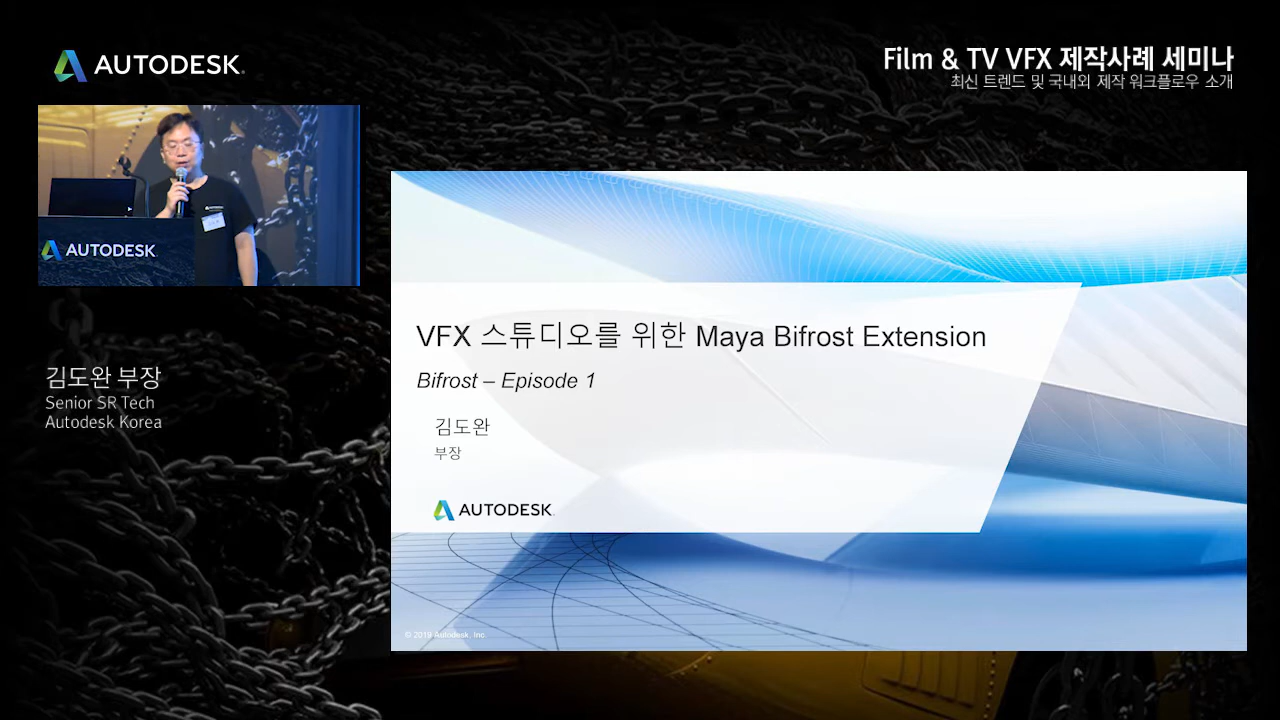 AUTODESK.
Film & TV VFX 제작사례 세미나
최신 트렌드 및 국내외 제작 워크플로우 소개
AUTODESK.
김도완 부장
Senior SR Tech
Autodesk Korea
VFX 스튜디오를 위한 Maya Bifrost Extension
Bifrost – Episode 1
김도완
부장
AUTODESK.
© 2019 Autodesk, Inc.